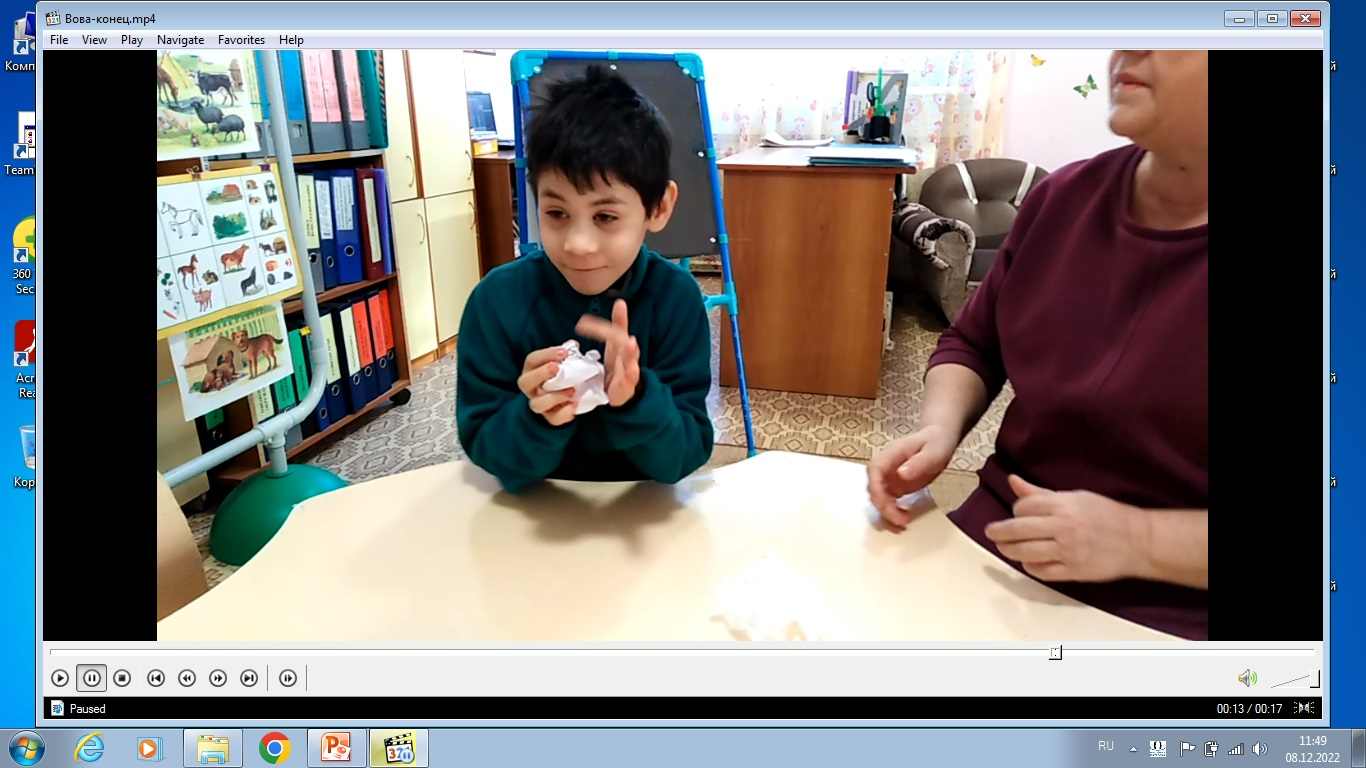 Вова-конец.mp4
File View Play Navigate Favorites Help
Комп
Team
360
Sec
Acro
Rea
Кор
й
й
й
й
й
й
Paused
00:13 / 00:17
RU
11:49
08.12.2022